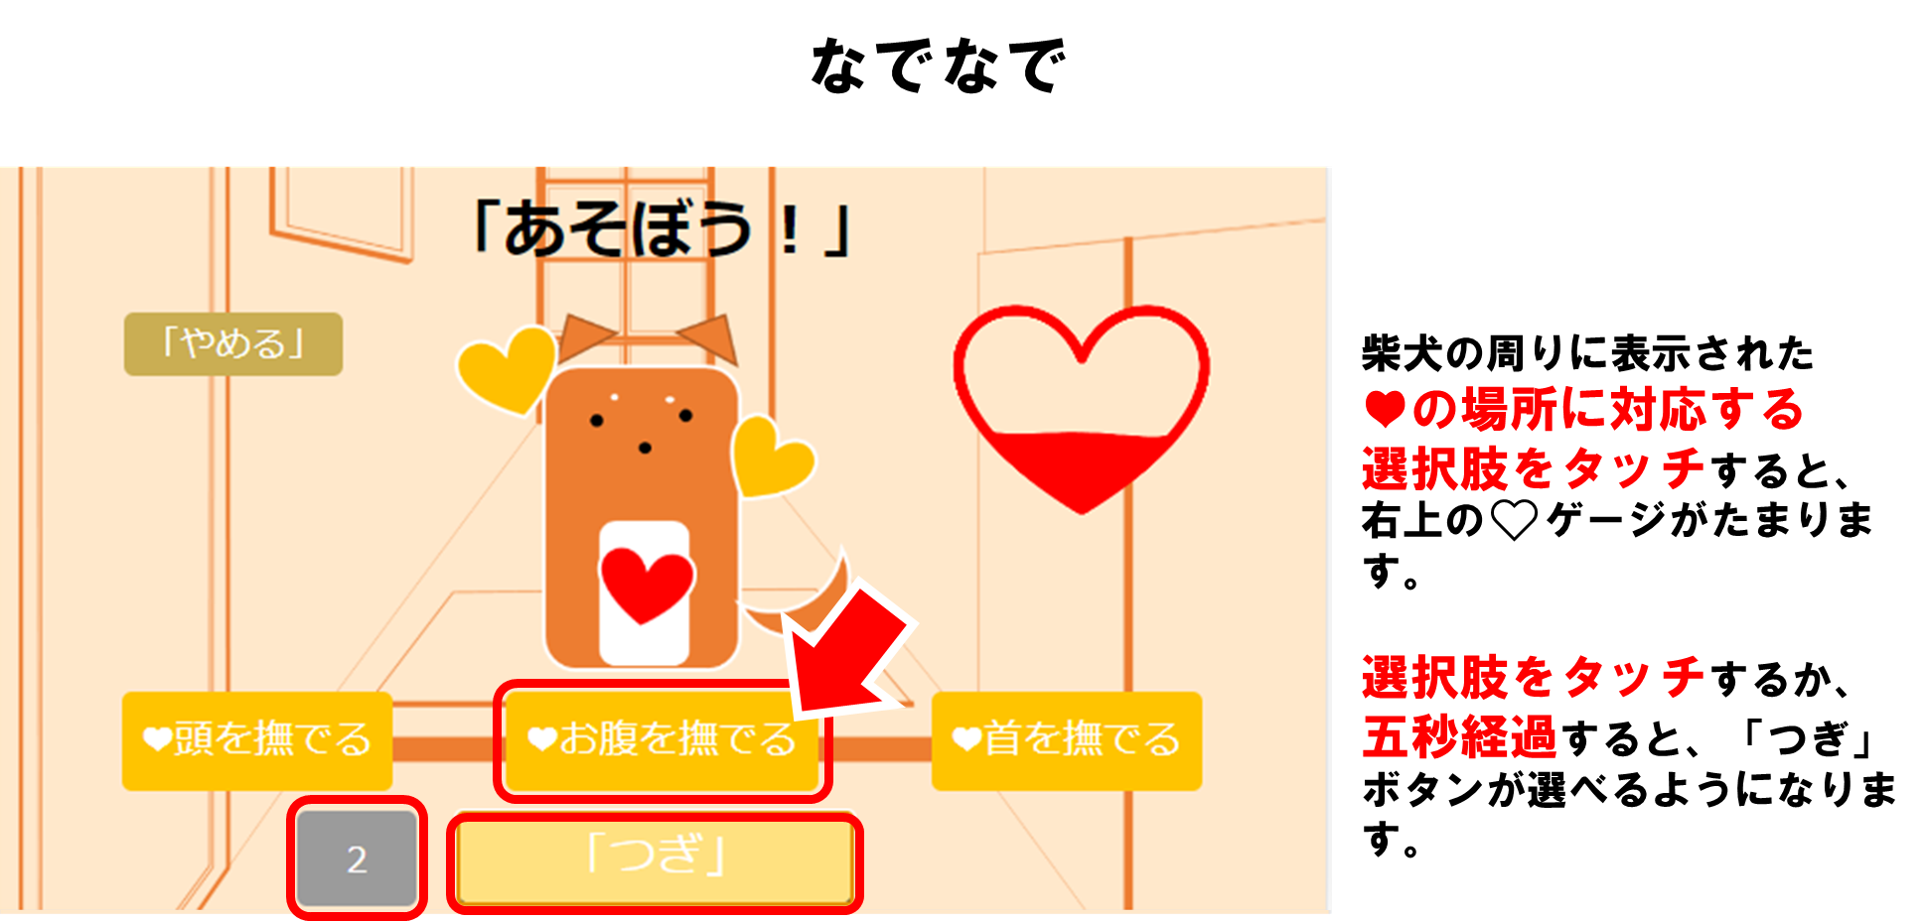 なでなで
「あそぼう！」
「やめる」
♥頭を撫でる
♥お腹を撫でる
♥首を撫でる
2
「つぎ」
柴犬の周りに表示された
♥の場所に対応する
選択肢をタッチすると、
右上の♡ゲージがたまりま
す。
選択肢をタッチするか、
五秒経過すると、「つぎ」
ボタンが選べるようになりま
す。